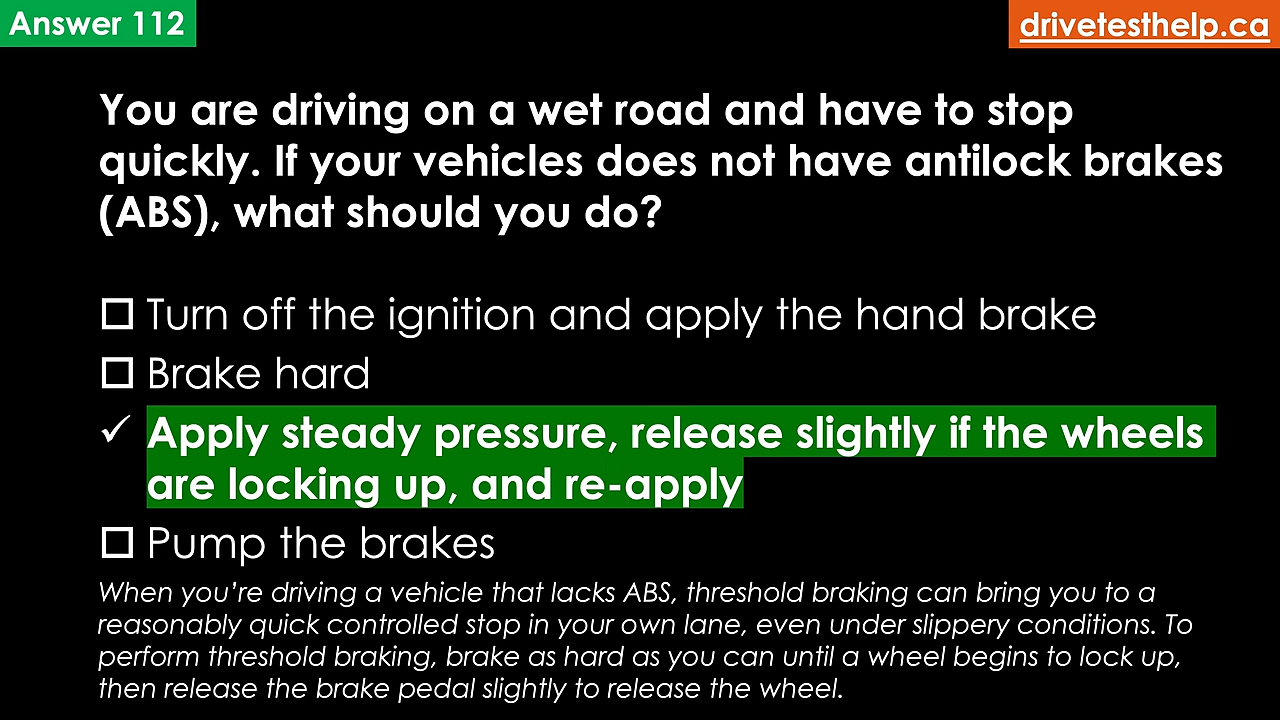 Answer 112
drivetesthelp.ca
You are driving on a wet road and have to stop
quickly. If your vehicles does not have antilock brakes
(ABS), what should you do?
☐ Turn off the ignition and apply the hand brake
☐ Brake hard
✓ Apply steady pressure, release slightly if the wheels
are locking up, and re-apply
☐ Pump the brakes
When you’re driving a vehicle that lacks ABS, threshold braking can bring you to a
reasonably quick controlled stop in your own lane, even under slippery conditions. To
perform threshold braking, brake as hard as you can until a wheel begins to lock up,
then release the brake pedal slightly to release the wheel.